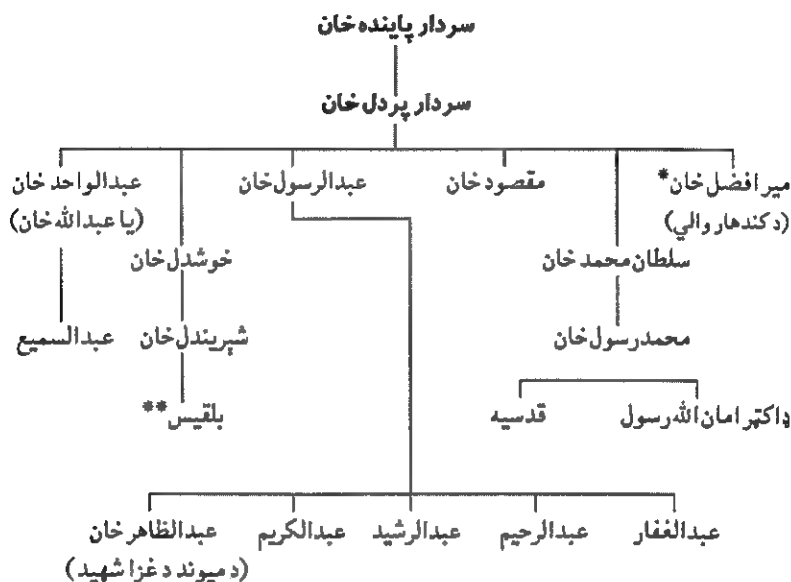 سردار پاینده خان
سردار پردل خان
میر افضل خان* مقصود خان عبدالرسول خان عبدالواحد خان
(د کندهار والي) (یا عبدالله خان)
سلطان محمد خان خوشدل خان
محمد رسول خان شېریندل خان عبدالسمیع
ډاکټر امان الله رسول قدسیه بلقیس**
عبدالغفار عبدالرحیم عبدالرشید عبدالکریم عبدالظاهر خان
(د میوند د غزا شهید)